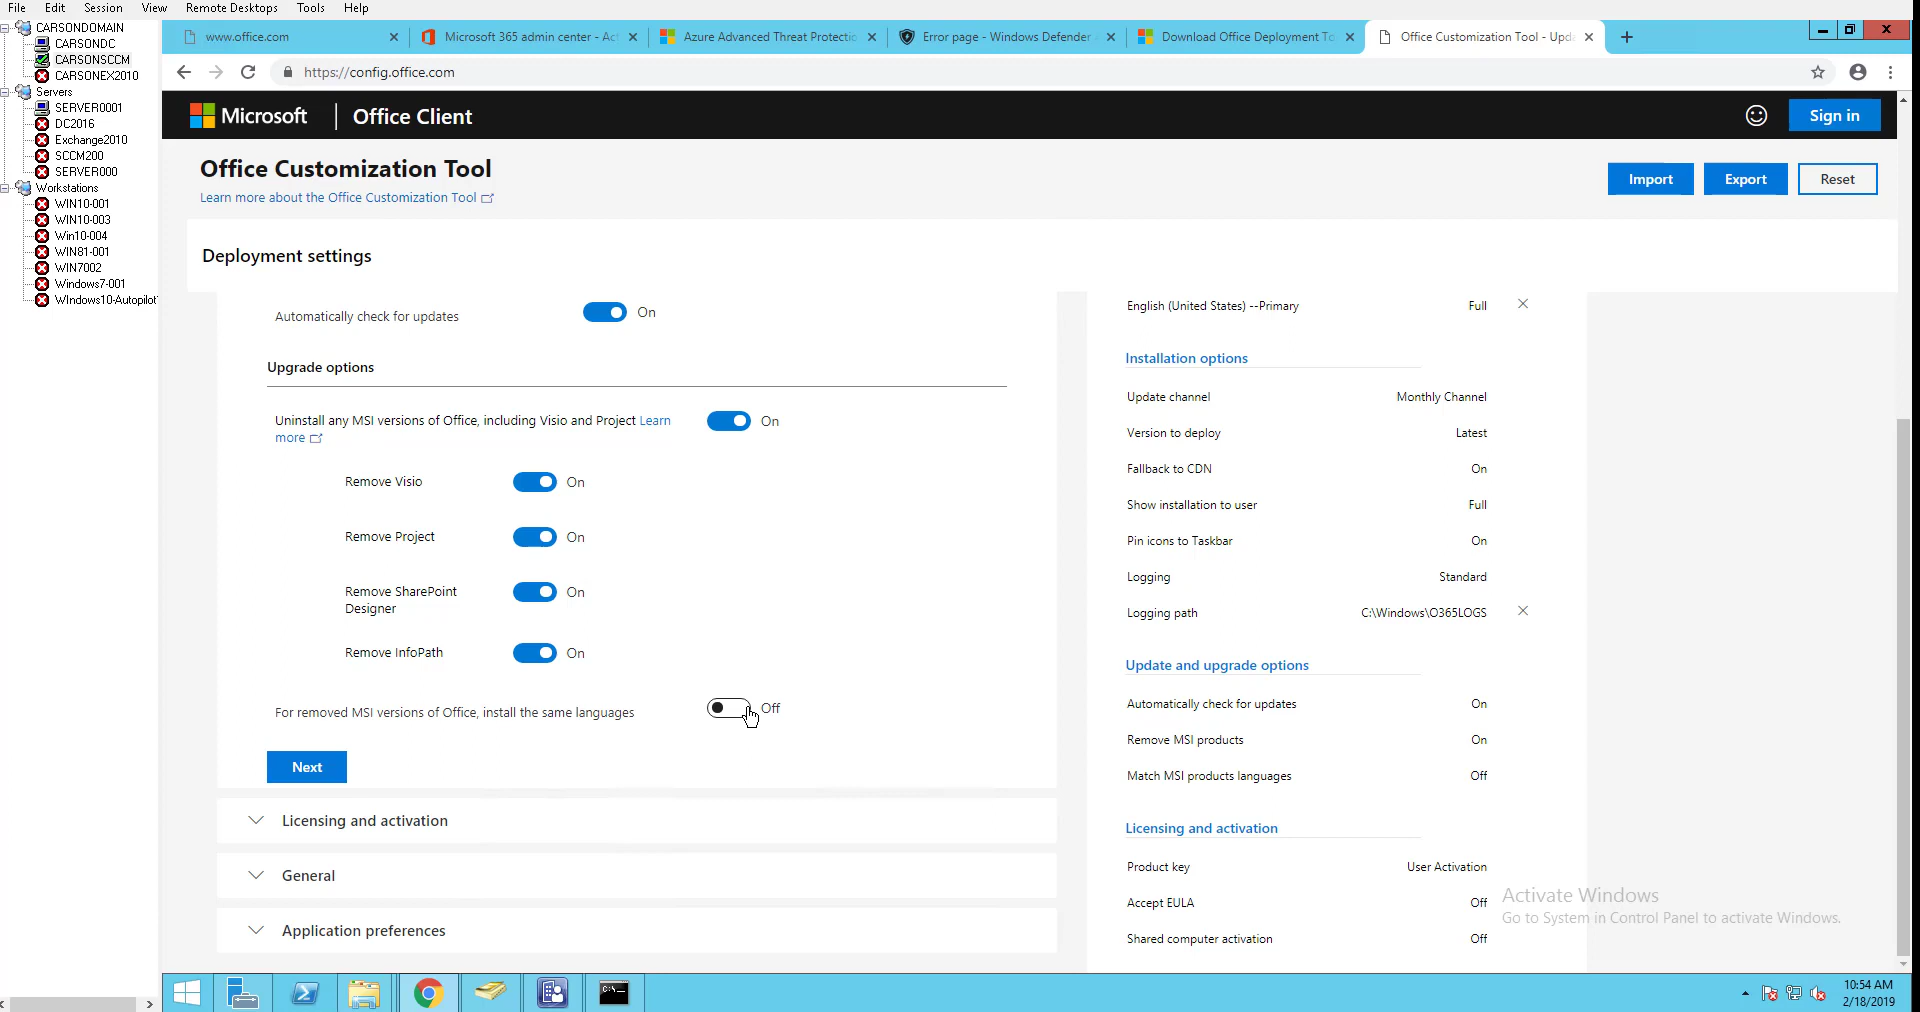 File Edit Session View Remote Desktops Tools Help
CARSONDOMAIN
CARSONDC
CARSONSCCM
CARSONEX2010
Servers
SERVER0001
DC2016
Exchange2010
SCCM200
SERVER000
Workstations
WIN10-001
WIN10-003
Win10-004
WIN81-001
WIN7002
Windows7-001
WIndows10-Autopilot
www.office.com
Microsoft 365 admin center - Act
Azure Advanced Threat Protectio
Error page - Windows Defender
Download Office Deployment To
Office Customization Tool - Upda
https://config.office.com
Microsoft
Office Client
Sign in
Office Customization Tool
Learn more about the Office Customization Tool
Import
Export
Reset
Deployment settings
Automatically check for updates
On
Upgrade options
Uninstall any MSI versions of Office, including Visio and Project Learn
more
On
Remove Visio
On
Remove Project
On
Remove SharePoint
Designer
On
Remove InfoPath
On
For removed MSI versions of Office, install the same languages
Off
Next
Licensing and activation
General
Application preferences
English (United States) --Primary Full
Installation options
Update channel Monthly Channel
Version to deploy Latest
Fallback to CDN On
Show installation to user Full
Pin icons to Taskbar On
Logging Standard
Logging path C:\Windows\O365LOGS
Update and upgrade options
Automatically check for updates On
Remove MSI products On
Match MSI products languages Off
Licensing and activation
Product key User Activation
Accept EULA Off
Shared computer activation Off
Activate Windows
Go to System in Control Panel to activate Windows.
10:54 AM
2/18/2019